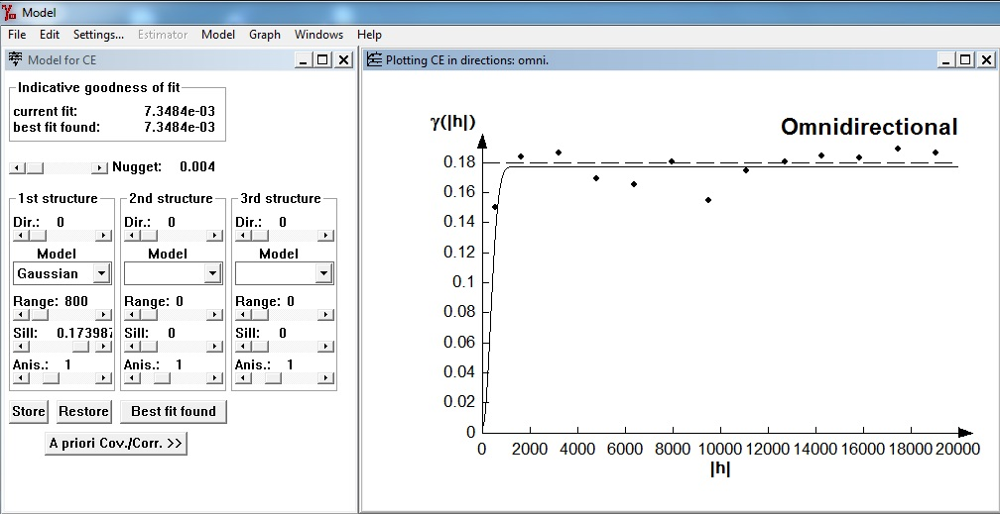 Model
File Edit Settings... Estimator Model Graph Windows Help
Model for CE
Indicative goodness of fit
current fit: 7.3484e-03
best fit found: 7.3484e-03
Nugget: 0.004
1st structure 2nd structure 3rd structure
Dir.: 0 Dir.: 0 Dir.: 0
Model Model Model
Gaussian
Range: 800 Range: 0 Range: 0
Sill: 0.173987 Sill: 0 Sill: 0
Anis.: 1 Anis.: 1 Anis.: 1
Store Restore Best fit found
A priori Cov./Corr. >>
Plotting CE in directions: omni.
γ(|h|)
Omnidirectional
0.18
0.16
0.14
0.12
0.1
0.08
0.06
0.04
0.02
0
0 2000 4000 6000 8000 10000 12000 14000 16000 18000 20000
|h|